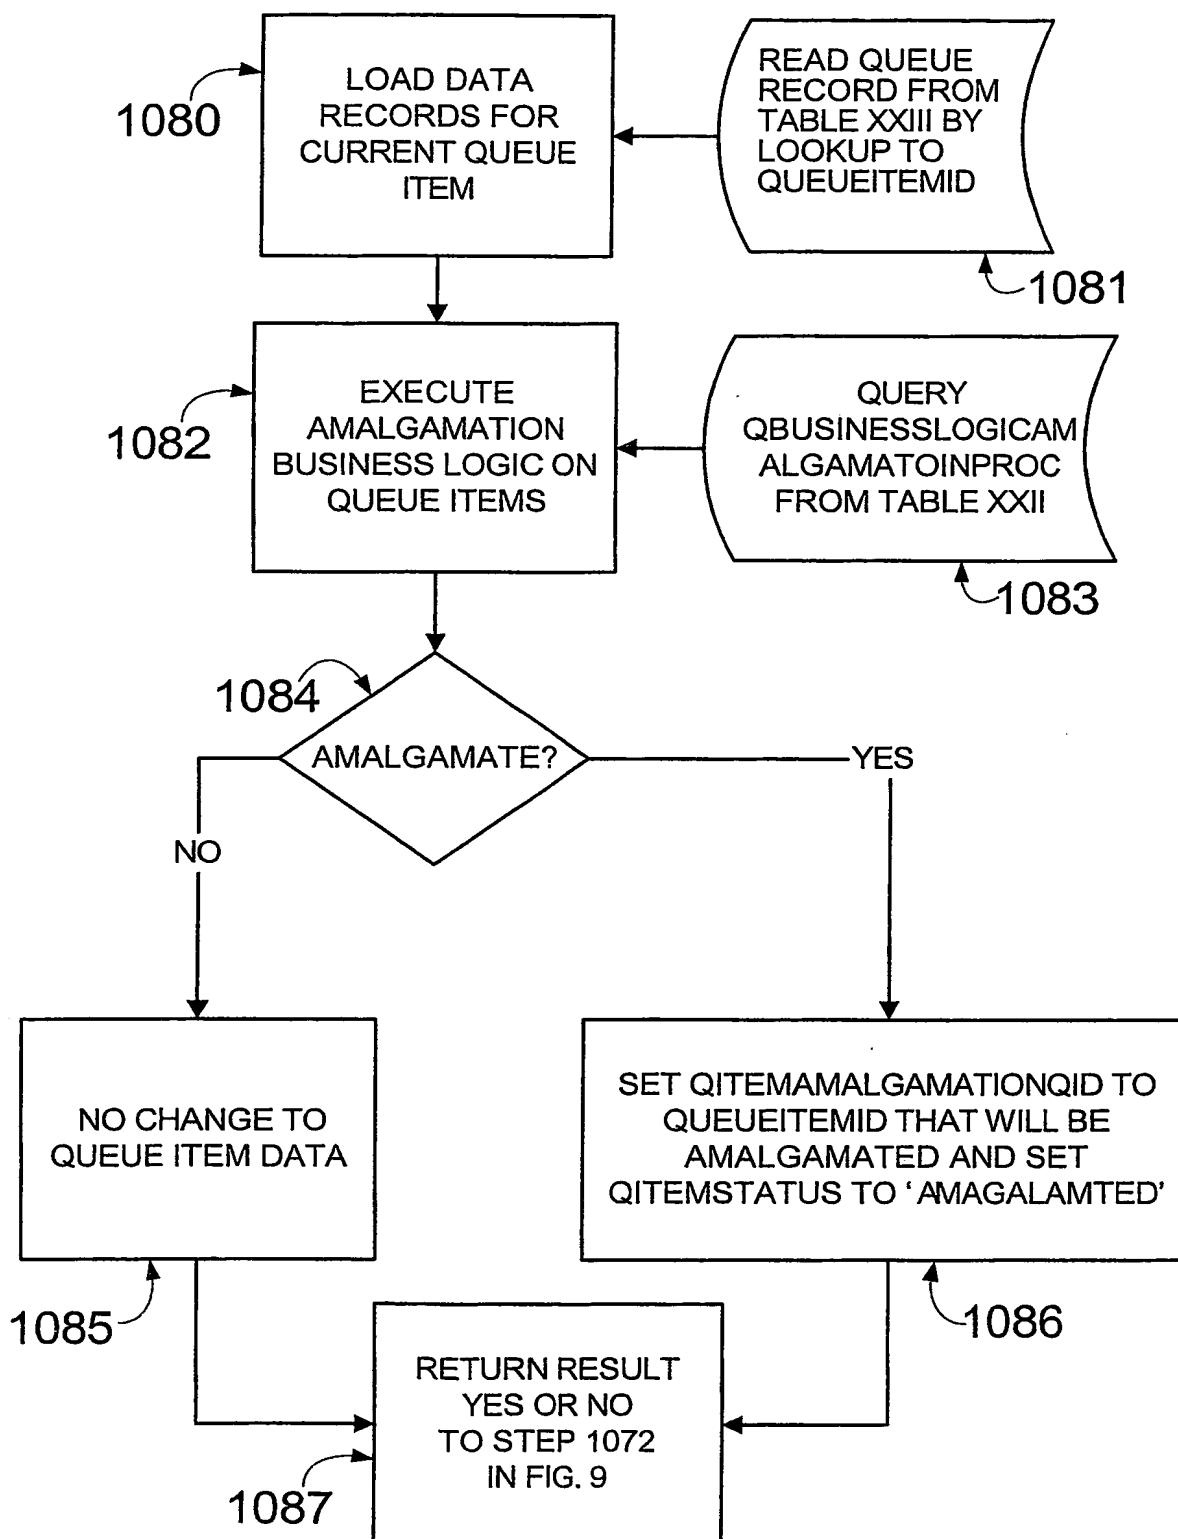 1080
LOAD DATA
RECORDS FOR
CURRENT QUEUE
ITEM
READ QUEUE
RECORD FROM
TABLE XXIII BY
LOOKUP TO
QUEUEITEMID
1081
1082
EXECUTE
AMALGAMATION
BUSINESS LOGIC ON
QUEUE ITEMS
QUERY
QBUSINESSLOGICAM
ALGAMATOINPROC
FROM TABLE XXII
1083
1084
AMALGAMATE?
YES
NO
NO CHANGE TO
QUEUE ITEM DATA
1085
SET QITEMAMALGAMATIONQID TO
QUEUEITEMID THAT WILL BE
AMALGAMATED AND SET
QITEMSTATUS TO ‘AMAGALAMTED’
1086
RETURN RESULT
YES OR NO
TO STEP 1072
IN FIG. 9
1087